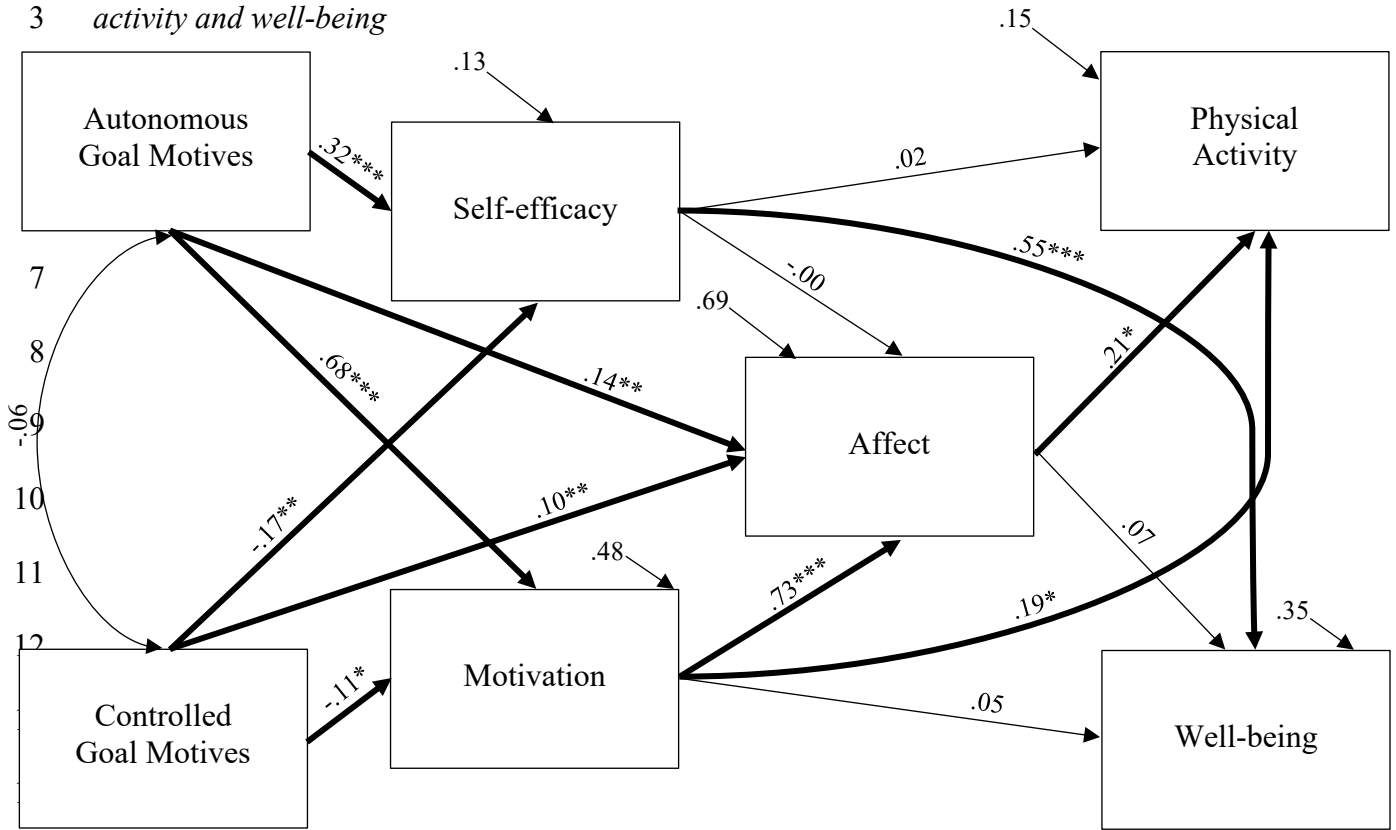 3 activity and well-being
.15
.13
Autonomous
Goal Motives
Physical
Activity
.32***
.02
Self-efficacy
.55***
-.00
7
.69
8
.68***
.14**
.21*
-.06
9
Affect
10
-.17**
.10**
.07
.48
11
.73***
.19*
.35
12
-.11*
Motivation
.05
Controlled
Goal Motives
Well-being